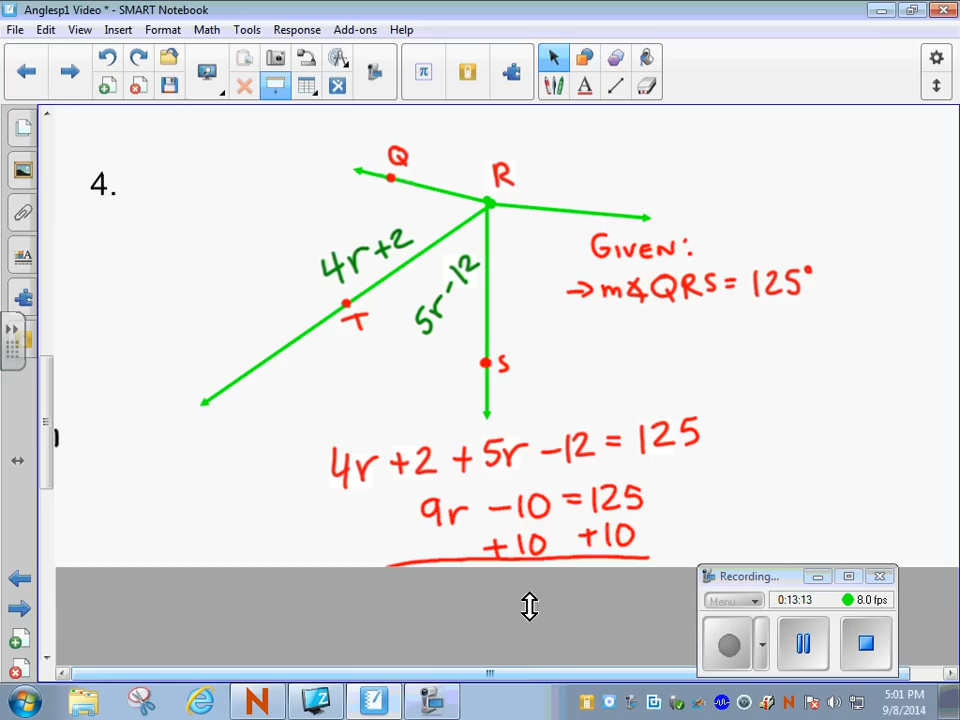 Anglesp1 Video * - SMART Notebook
File Edit View Insert Format Math Tools Response Add-ons Help
4.
Q
R
4r+2
5r-12
T
S
GIVEN:
→ m∡QRS = 125°
4r+2 + 5r -12 = 125
9r -10 = 125
+10 +10
Recording...
Menu
0:13:13
8.0 fps
5:01 PM
9/8/2014